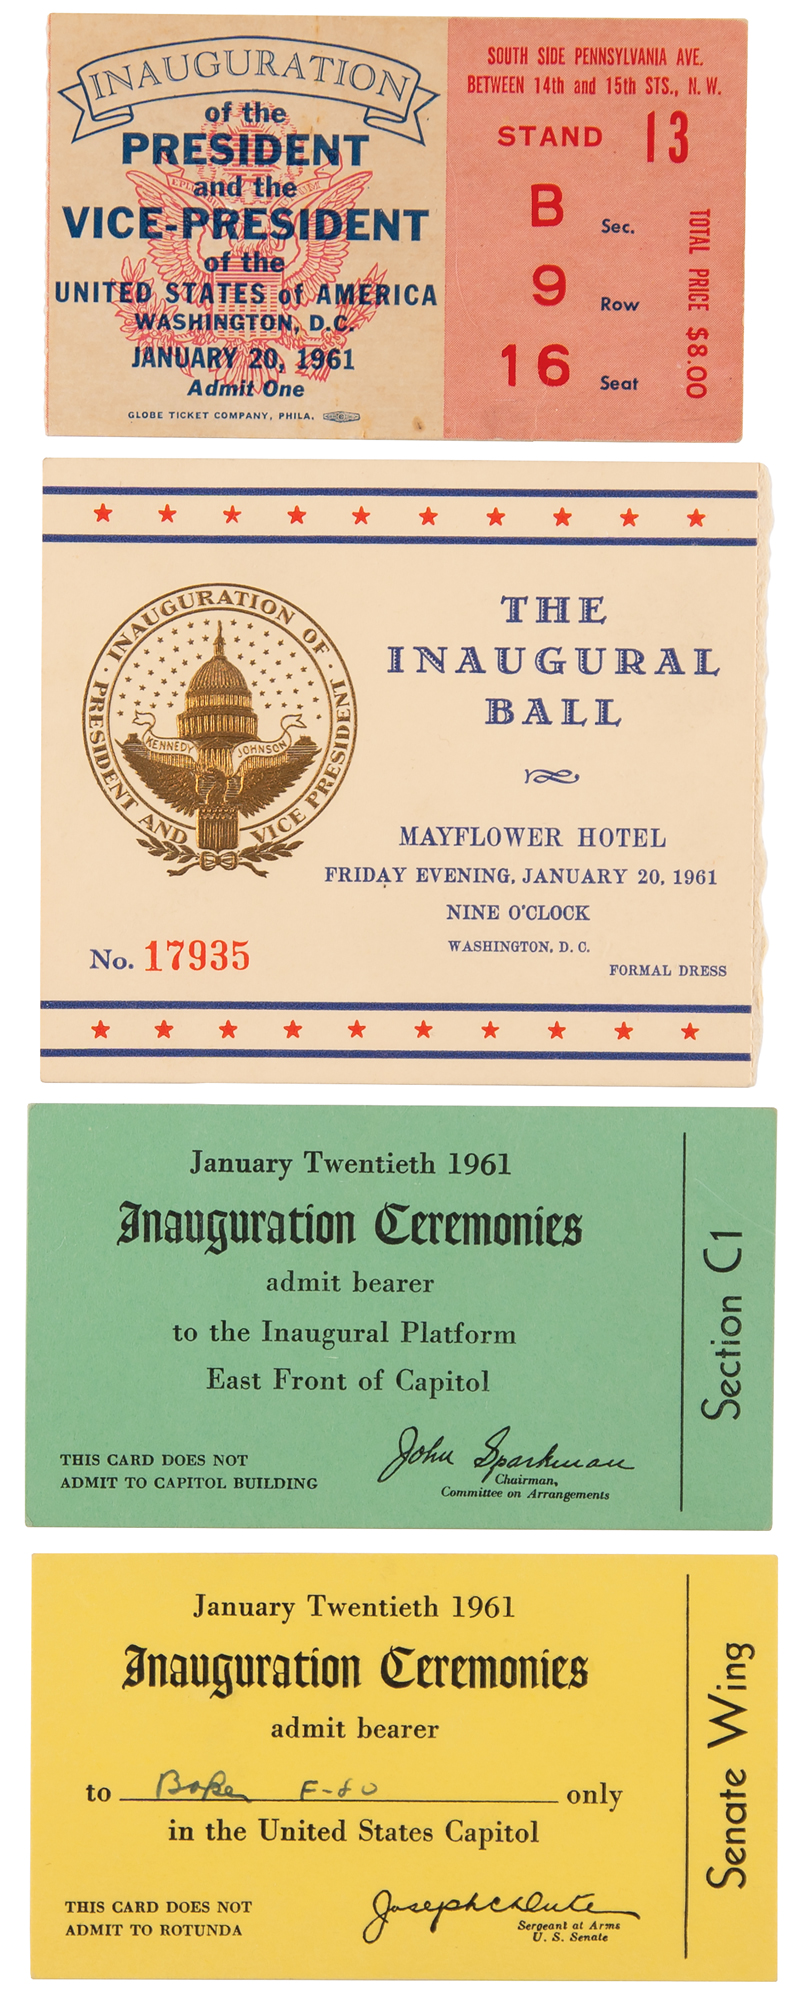 INAUGURATION
of the
PRESIDENT
and the
VICE-PRESIDENT
of the
UNITED STATES of AMERICA
WASHINGTON, D.C.
JANUARY 20, 1961
Admit One
GLOBE TICKET COMPANY, PHILA.
SOUTH SIDE PENNSYLVANIA AVE.
BETWEEN 14th and 15th STS., N. W.
STAND 13
B Sec.
9 Row
16 Seat
TOTAL PRICE $8.00
· INAUGURATION OF ·
PRESIDENT AND VICE PRESIDENT
KENNEDY JOHNSON
THE
INAUGURAL
BALL
MAYFLOWER HOTEL
FRIDAY EVENING, JANUARY 20, 1961
NINE O'CLOCK
WASHINGTON, D. C.
FORMAL DRESS
No. 17935
January Twentieth 1961
Inauguration Ceremonies
admit bearer
to the Inaugural Platform
East Front of Capitol
THIS CARD DOES NOT
ADMIT TO CAPITOL BUILDING
John Sparkman
Chairman,
Committee on Arrangements
Section C1
January Twentieth 1961
Inauguration Ceremonies
admit bearer
to Baker F-80 only
in the United States Capitol
THIS CARD DOES NOT
ADMIT TO ROTUNDA
Joseph C Duke
Sergeant at Arms
U. S. Senate
Senate Wing